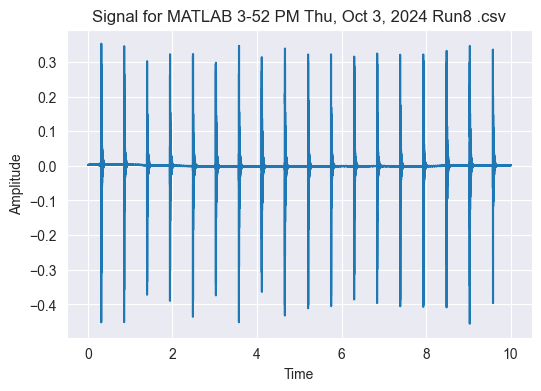 Signal for MATLAB 3-52 PM Thu, Oct 3, 2024 Run8 .csv
0.3
0.2
0.1
0.0
−0.1
−0.2
−0.3
−0.4
Amplitude
0 2 4 6 8 10
Time